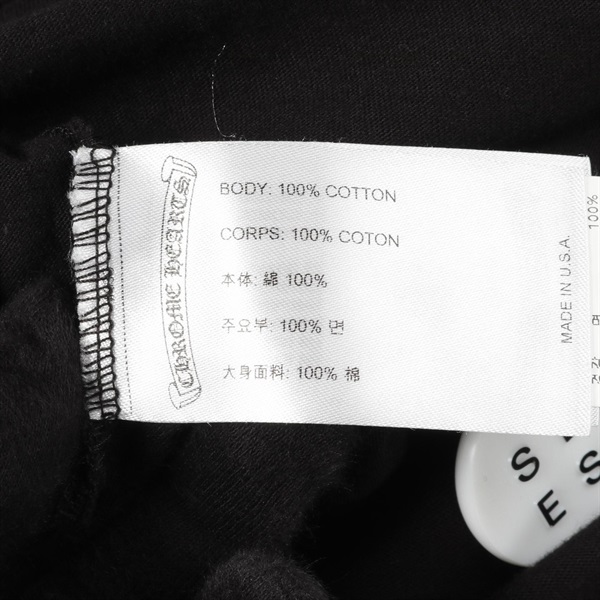 CHROME HEARTS
BODY: 100% COTTON
CORPS: 100% COTON
本体: 綿 100%
주요부: 100% 면
大身面料: 100% 棉
MADE IN U.S.A.
100%
S
E S